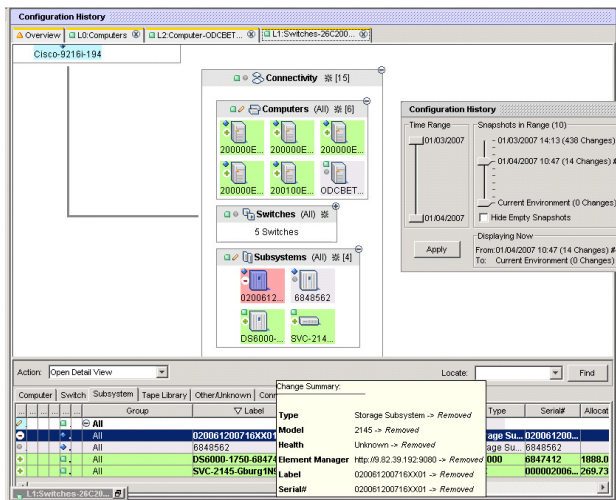 Configuration History
Overview
L0:Computers
L2:Computer-ODCBET...
L1:Switches-26C200...
Cisco-9216i-194
Connectivity [15]
Computers (All) [6]
200000E... 200000E... 200000E...
200000E... 200100E... ODCBET...
Switches (All)
5 Switches
Subsystems (All) [4]
0200612... 6848562
DS6000-... SVC-214...
Configuration History
Time Range
01/03/2007
01/04/2007
Snapshots in Range (10)
01/03/2007 14:13 (438 Changes)
01/04/2007 10:47 (14 Changes) #
Current Environment (0 Changes)
Hide Empty Snapshots
Displaying Now
From: 01/04/2007 10:47 (14 Changes) #
To: Current Environment (0 Changes)
Apply
Action: Open Detail View
Locate:
Find
Computer Switch Subsystem Tape Library Other/Unknown Conn
... ... ... ... ... Group Label Type Serial# Allocat
All
All 020061200716XX01 age Su... 02006120...
All 6848562 age Su... 6848562
All DS6000-1750-68474 000 6847412 1888.0
All SVC-2145-Gburg1N 000002006... 269.73
Change Summary:
Type Storage Subsystem -> Removed
Model 2145 -> Removed
Health Unknown -> Removed
Element Manager http://9.82.39.192:9080 -> Removed
Label 020061200716XX01 -> Removed
Serial# 020061200716XX01 -> Removed
L1:Switches-26C20...